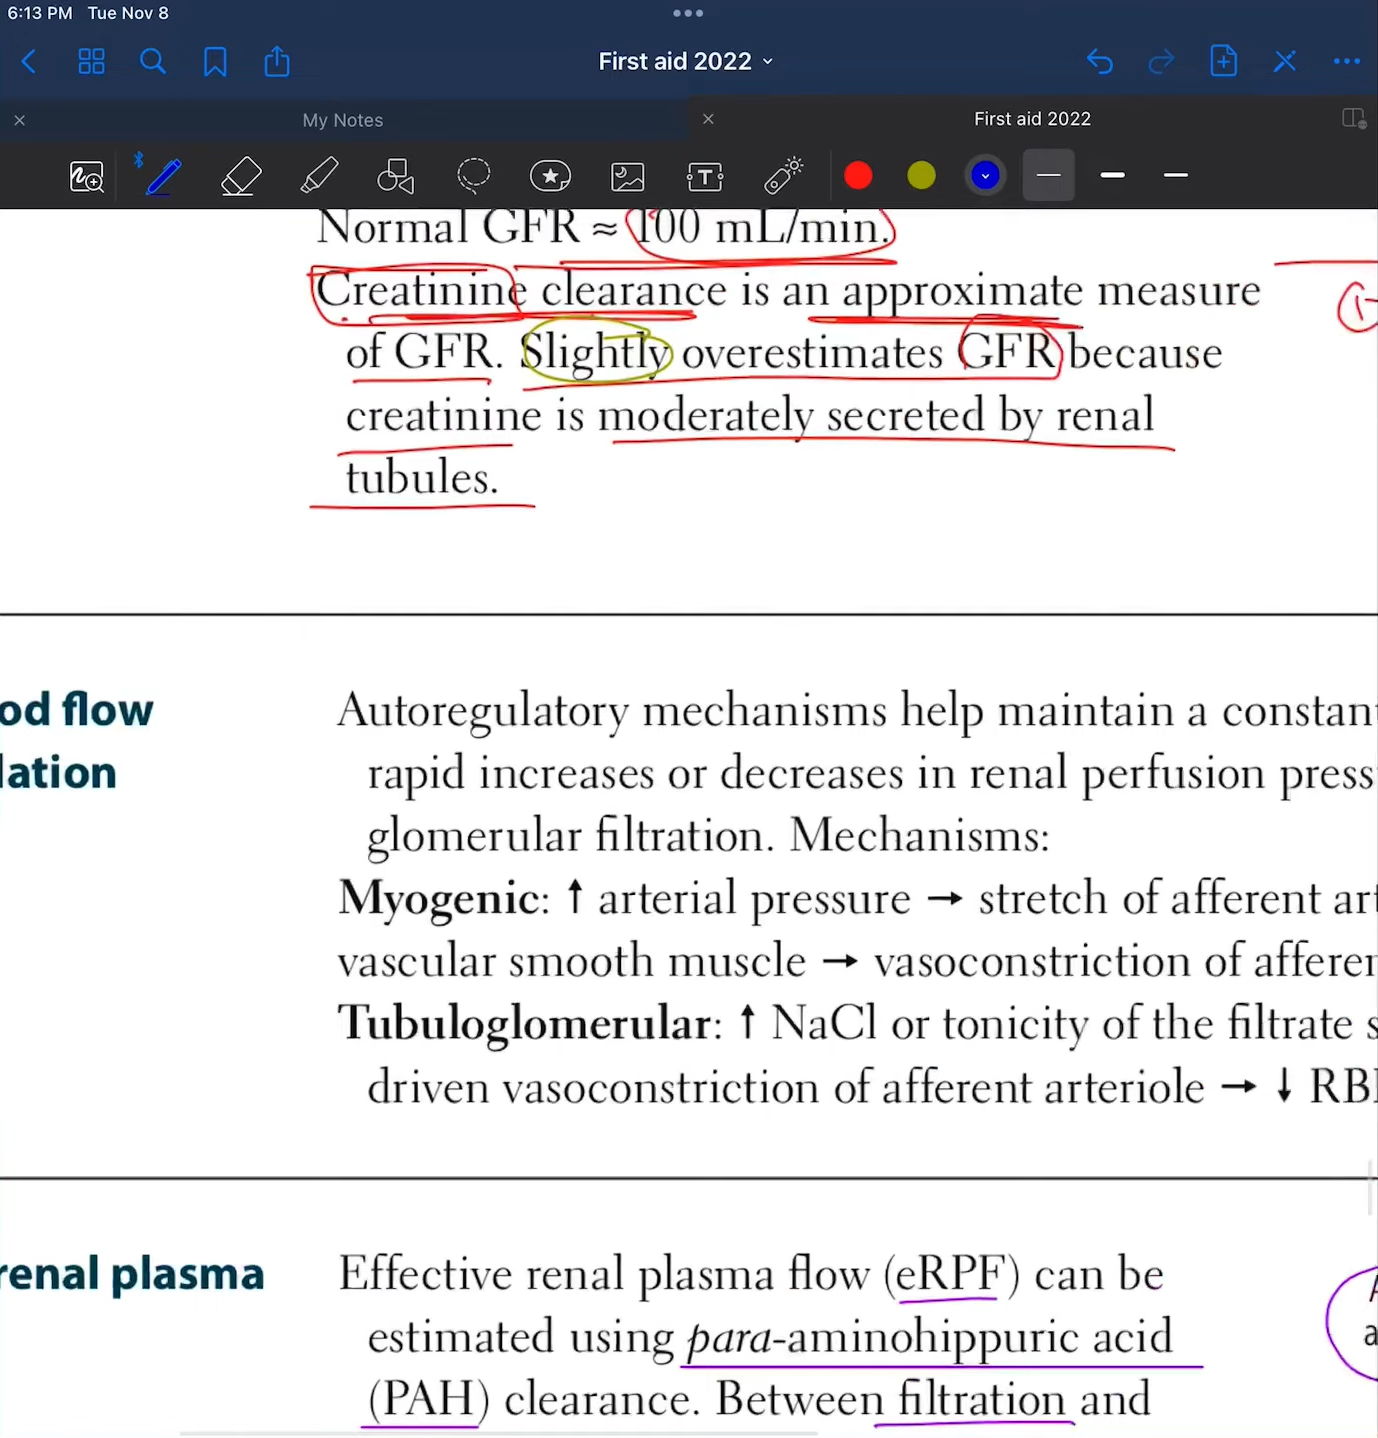 6:13 PM Tue Nov 8
First aid 2022
My Notes
First aid 2022
T
Normal GFR ≈ 100 mL/min.
Creatinine clearance is an approximate measure
of GFR. Slightly overestimates GFR because
creatinine is moderately secreted by renal
tubules.
od flow
lation
Autoregulatory mechanisms help maintain a constan
rapid increases or decreases in renal perfusion press
glomerular filtration. Mechanisms:
Myogenic: ↑ arterial pressure → stretch of afferent art
vascular smooth muscle → vasoconstriction of afferen
Tubuloglomerular: ↑ NaCl or tonicity of the filtrate s
driven vasoconstriction of afferent arteriole → ↓ RB
renal plasma
Effective renal plasma flow (eRPF) can be
estimated using para-aminohippuric acid
(PAH) clearance. Between filtration and